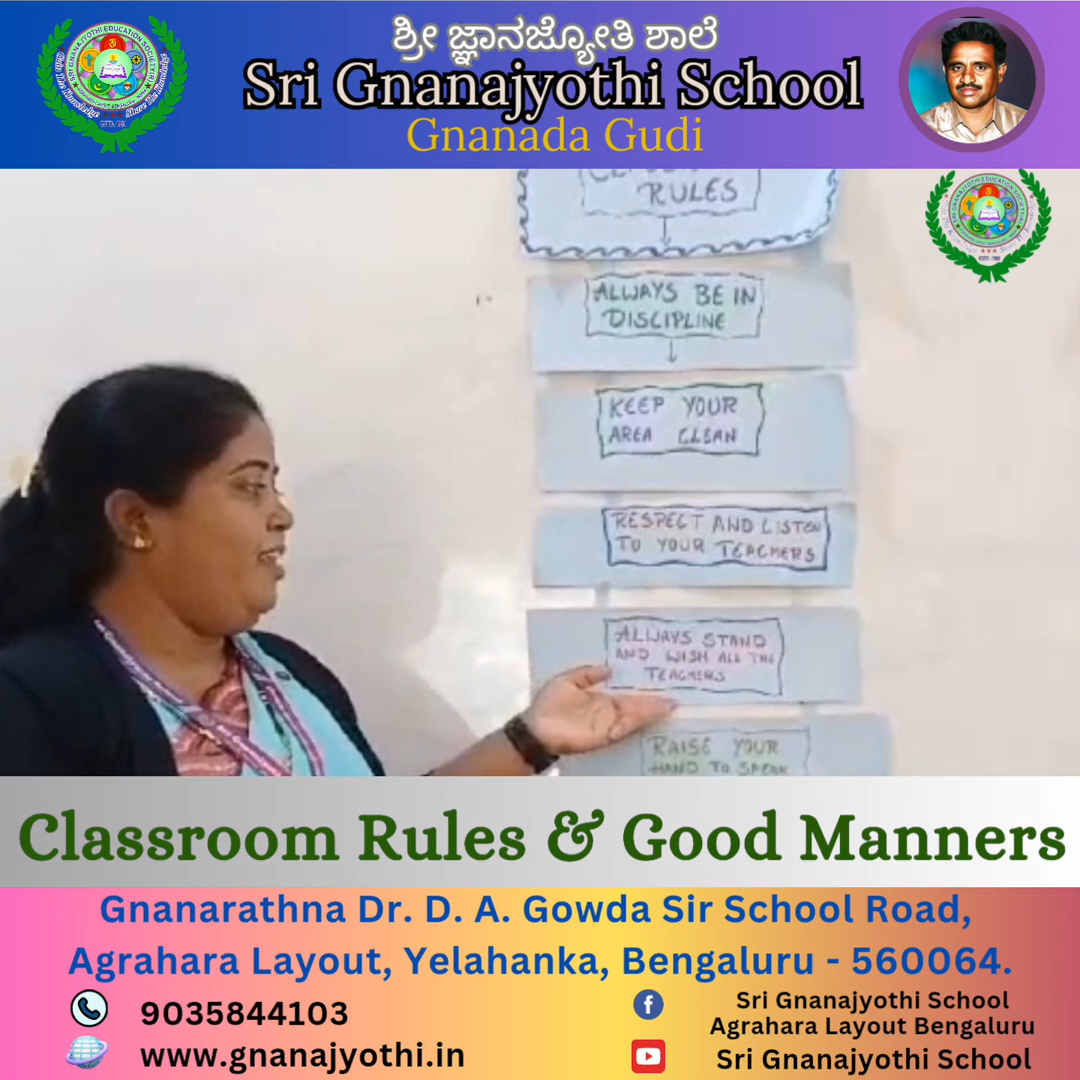 ಶ್ರೀ ಜ್ಞಾನಜ್ಯೋತಿ ಶಾಲೆ
Sri Gnanajyothi School
Gnanada Gudi
RULES
ALWAYS BE IN
DISCIPLINE
KEEP YOUR
AREA CLEAN
RESPECT AND LISTEN
TO YOUR TEACHERS
ALWAYS STAND
AND WISH ALL THE
TEACHERS
RAISE YOUR
HAND TO SPEAK
Classroom Rules & Good Manners
Gnanarathna Dr. D. A. Gowda Sir School Road,
Agrahara Layout, Yelahanka, Bengaluru - 560064.
9035844103
Sri Gnanajyothi School
Agrahara Layout Bengaluru
www.gnanajyothi.in
Sri Gnanajyothi School